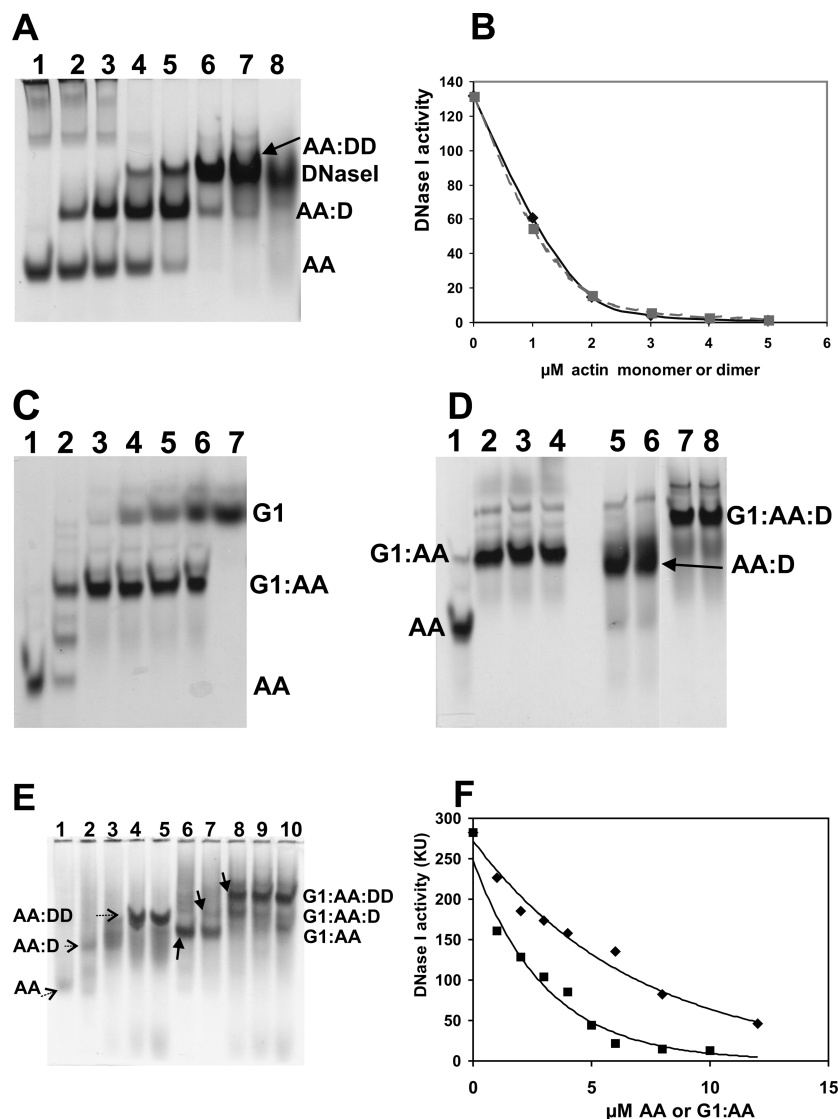 A
1 2 3 4 5 6 7 8
AA:DD
DNaseI
AA:D
AA
B
DNase I activity
140
120
100
80
60
40
20
0
0 1 2 3 4 5 6
µM actin monomer or dimer
C
1 2 3 4 5 6 7
G1
G1:AA
AA
D
1 2 3 4 5 6 7 8
G1:AA:D
G1:AA
AA:D
AA
E
1 2 3 4 5 6 7 8 9 10
AA:DD
AA:D
AA
G1:AA:DD
G1:AA:D
G1:AA
F
DNase I activity (KU)
300
250
200
150
100
50
0
0 5 10 15
µM AA or G1:AA